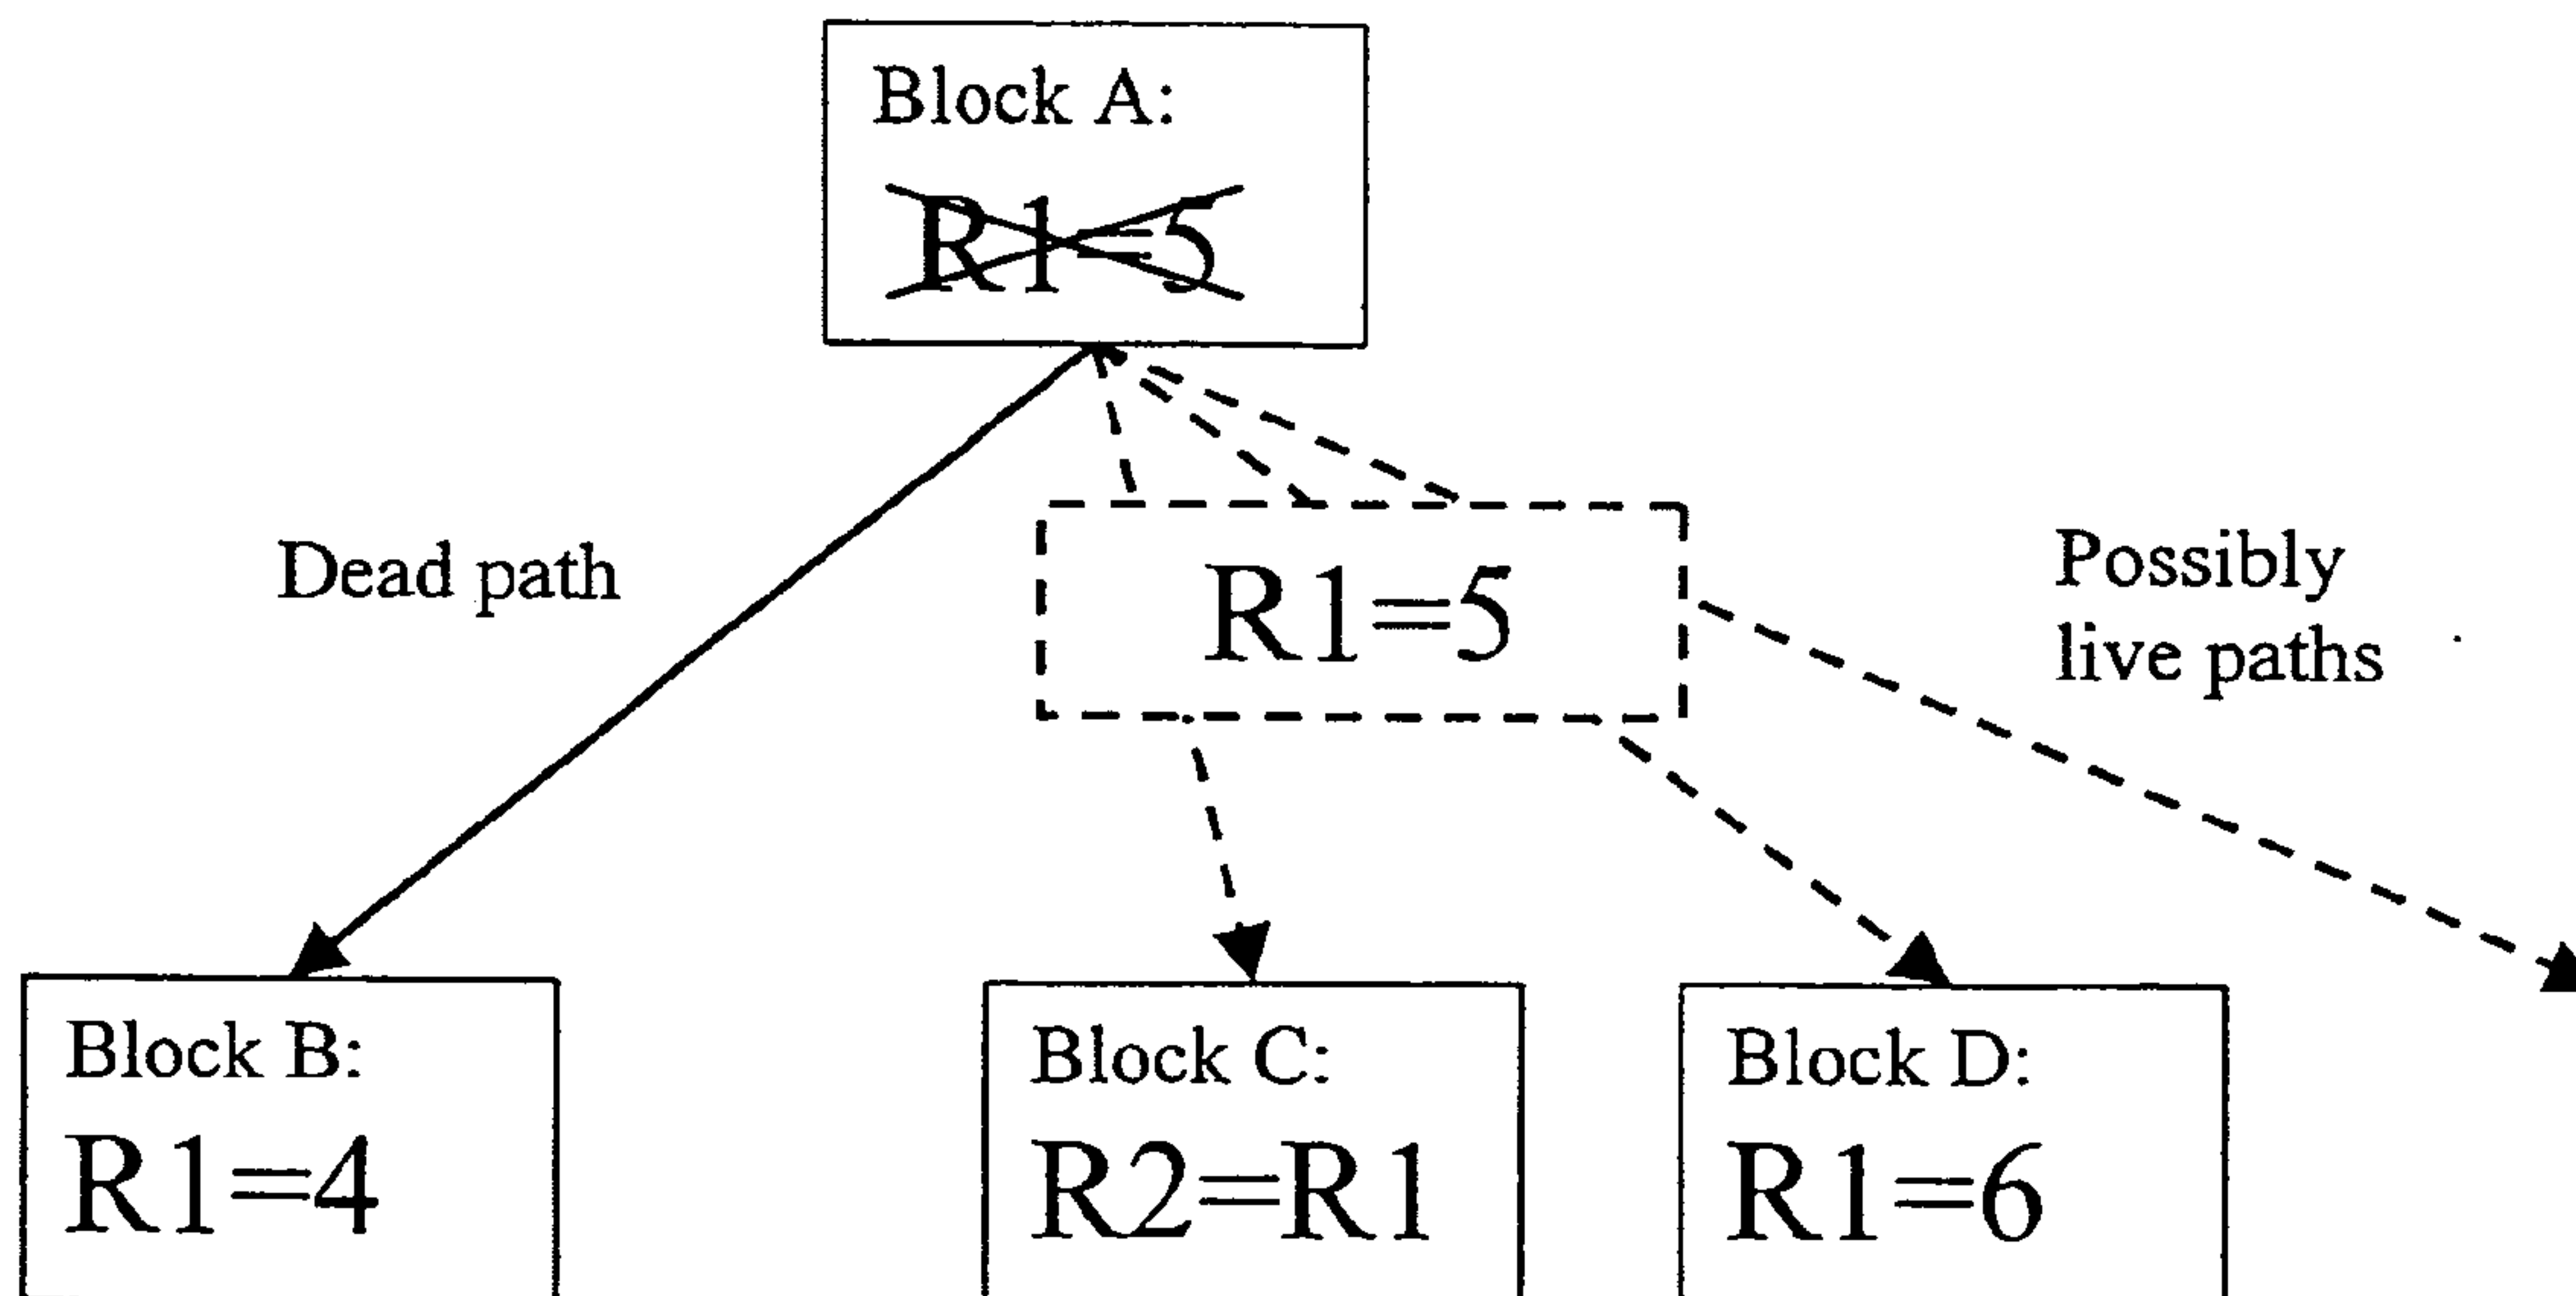 Block A:
R1=5
Dead path
R1=5
Possibly
live paths
Block B:
R1=4
Block C:
R2=R1
Block D:
R1=6